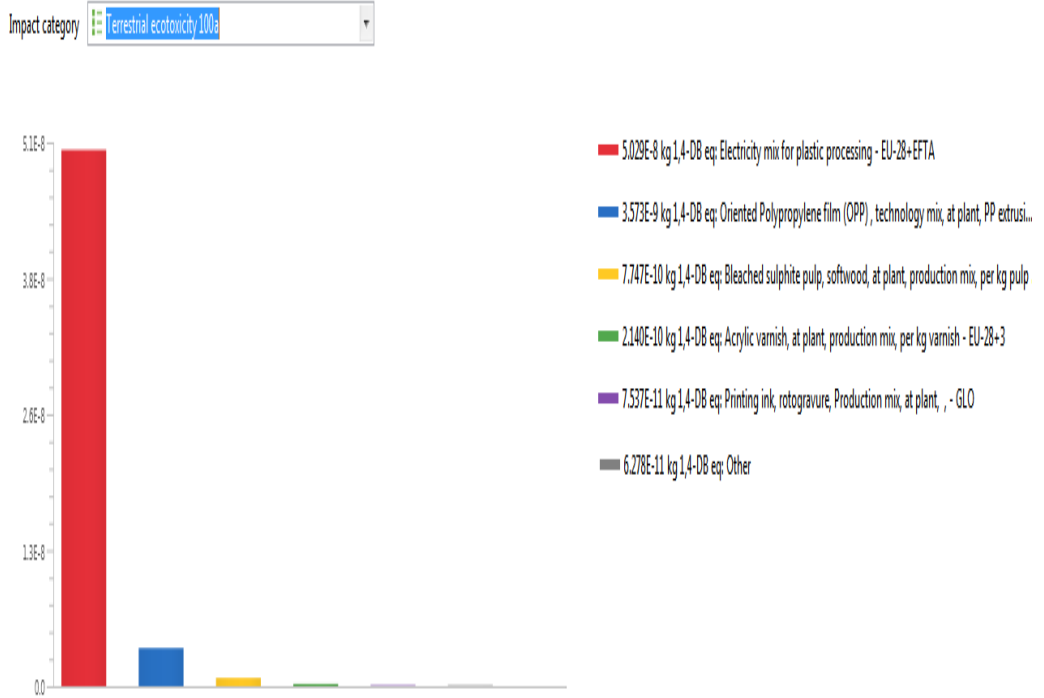 Impact category Terrestrial ecotoxicity 100a
5.1E-8
3.8E-8
2.6E-8
1.3E-8
0.0
5.029E-8 kg 1,4-DB eq: Electricity mix for plastic processing - EU-28+EFTA
3.573E-9 kg 1,4-DB eq: Oriented Polypropylene film (OPP) , technology mix, at plant, PP extrusi...
7.747E-10 kg 1,4-DB eq: Bleached sulphite pulp, softwood, at plant, production mix, per kg pulp
2.140E-10 kg 1,4-DB eq: Acrylic varnish, at plant, production mix, per kg varnish - EU-28+3
7.537E-11 kg 1,4-DB eq: Printing ink, rotogravure, Production mix, at plant, , - GLO
6.278E-11 kg 1,4-DB eq: Other